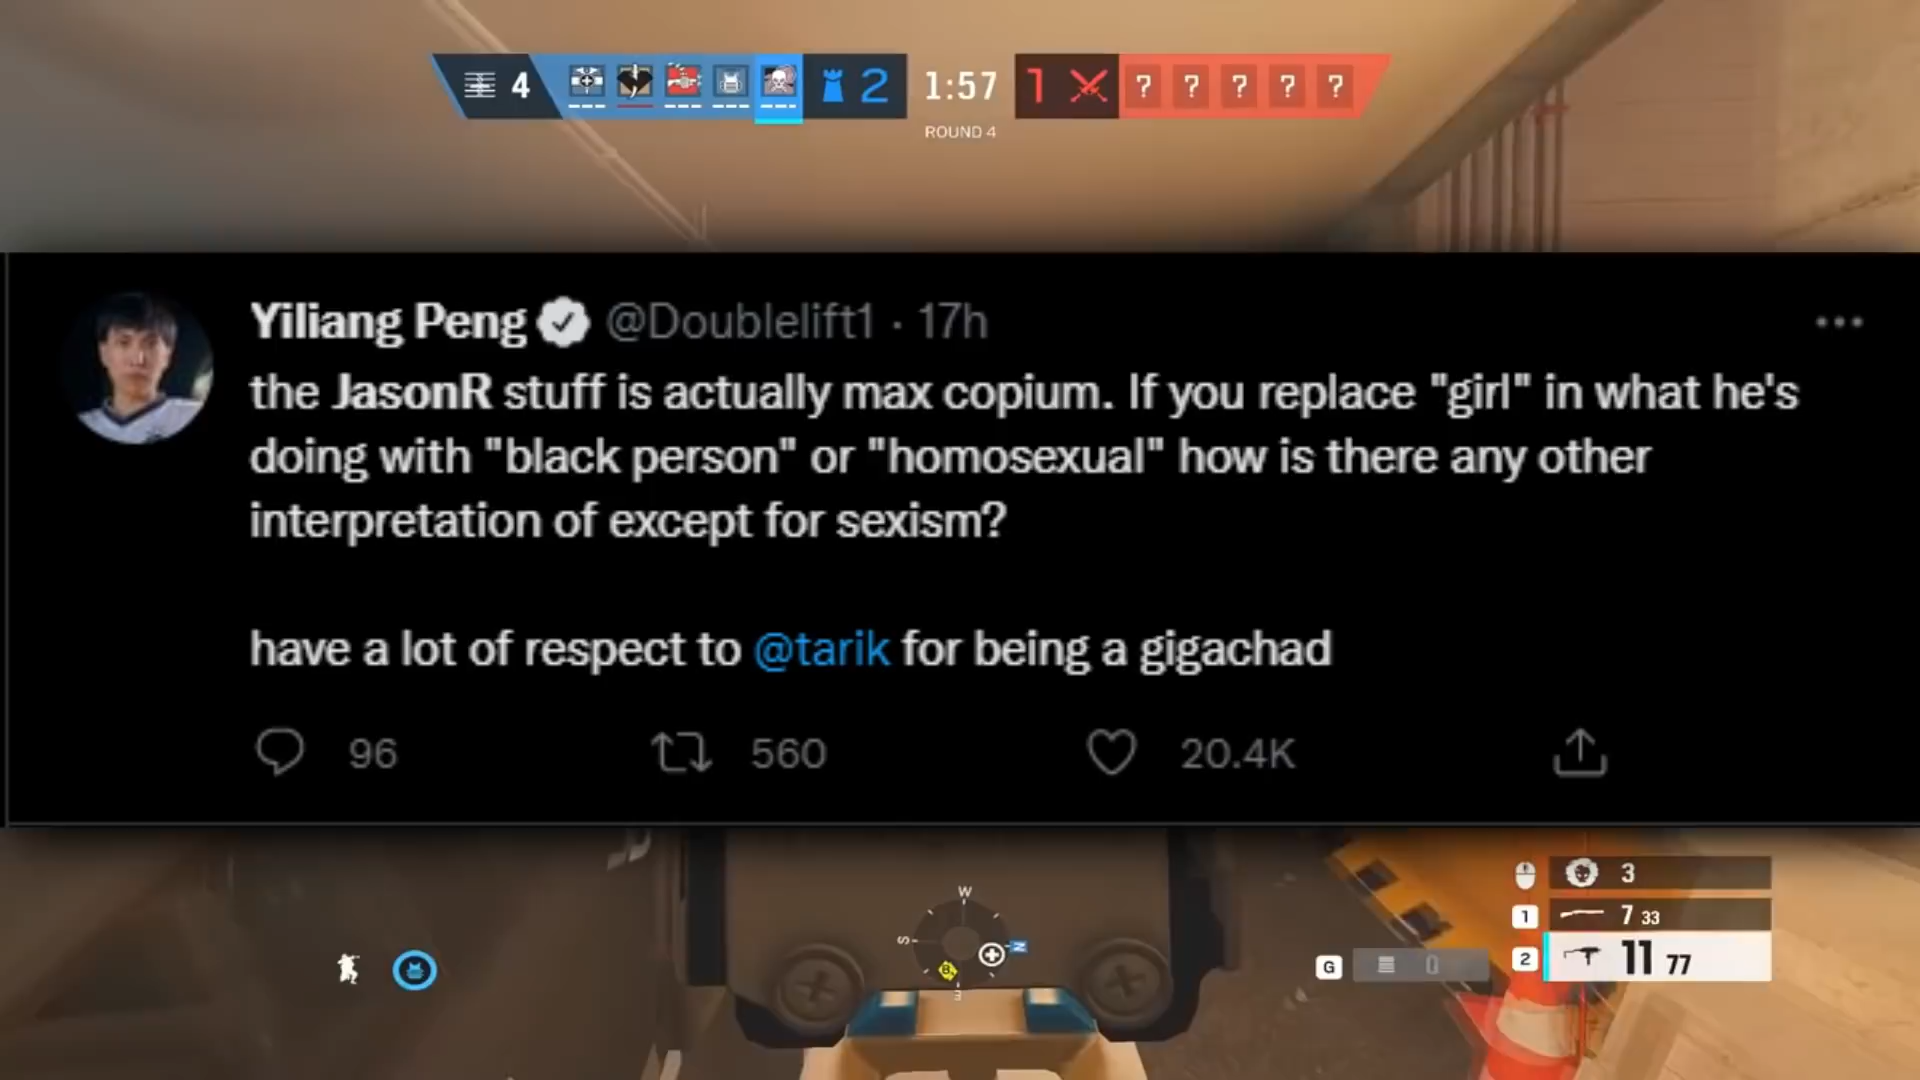 4 2 1:57 1 ? ? ? ? ?
ROUND 4
Yiliang Peng @Doublelift1 · 17h
the JasonR stuff is actually max copium. If you replace "girl" in what he's
doing with "black person" or "homosexual" how is there any other
interpretation of except for sexism?
have a lot of respect to @tarik for being a gigachad
96 560 20.4K
3
1 7 33
2 11 77
G 0
W
S N
B
E